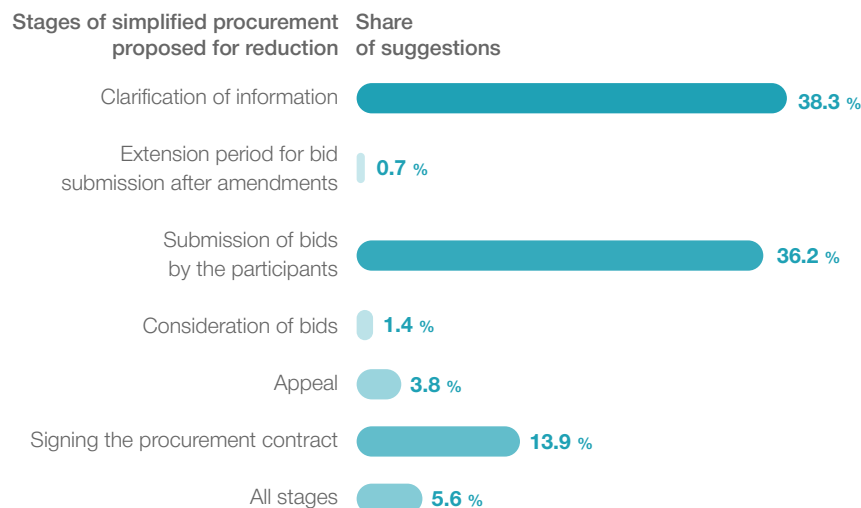 Stages of simplified procurement
proposed for reduction
Share
of suggestions
Clarification of information
38.3 %
Extension period for bid
submission after amendments
0.7 %
Submission of bids
by the participants
36.2 %
Consideration of bids
1.4 %
Appeal
3.8 %
Signing the procurement contract
13.9 %
All stages
5.6 %